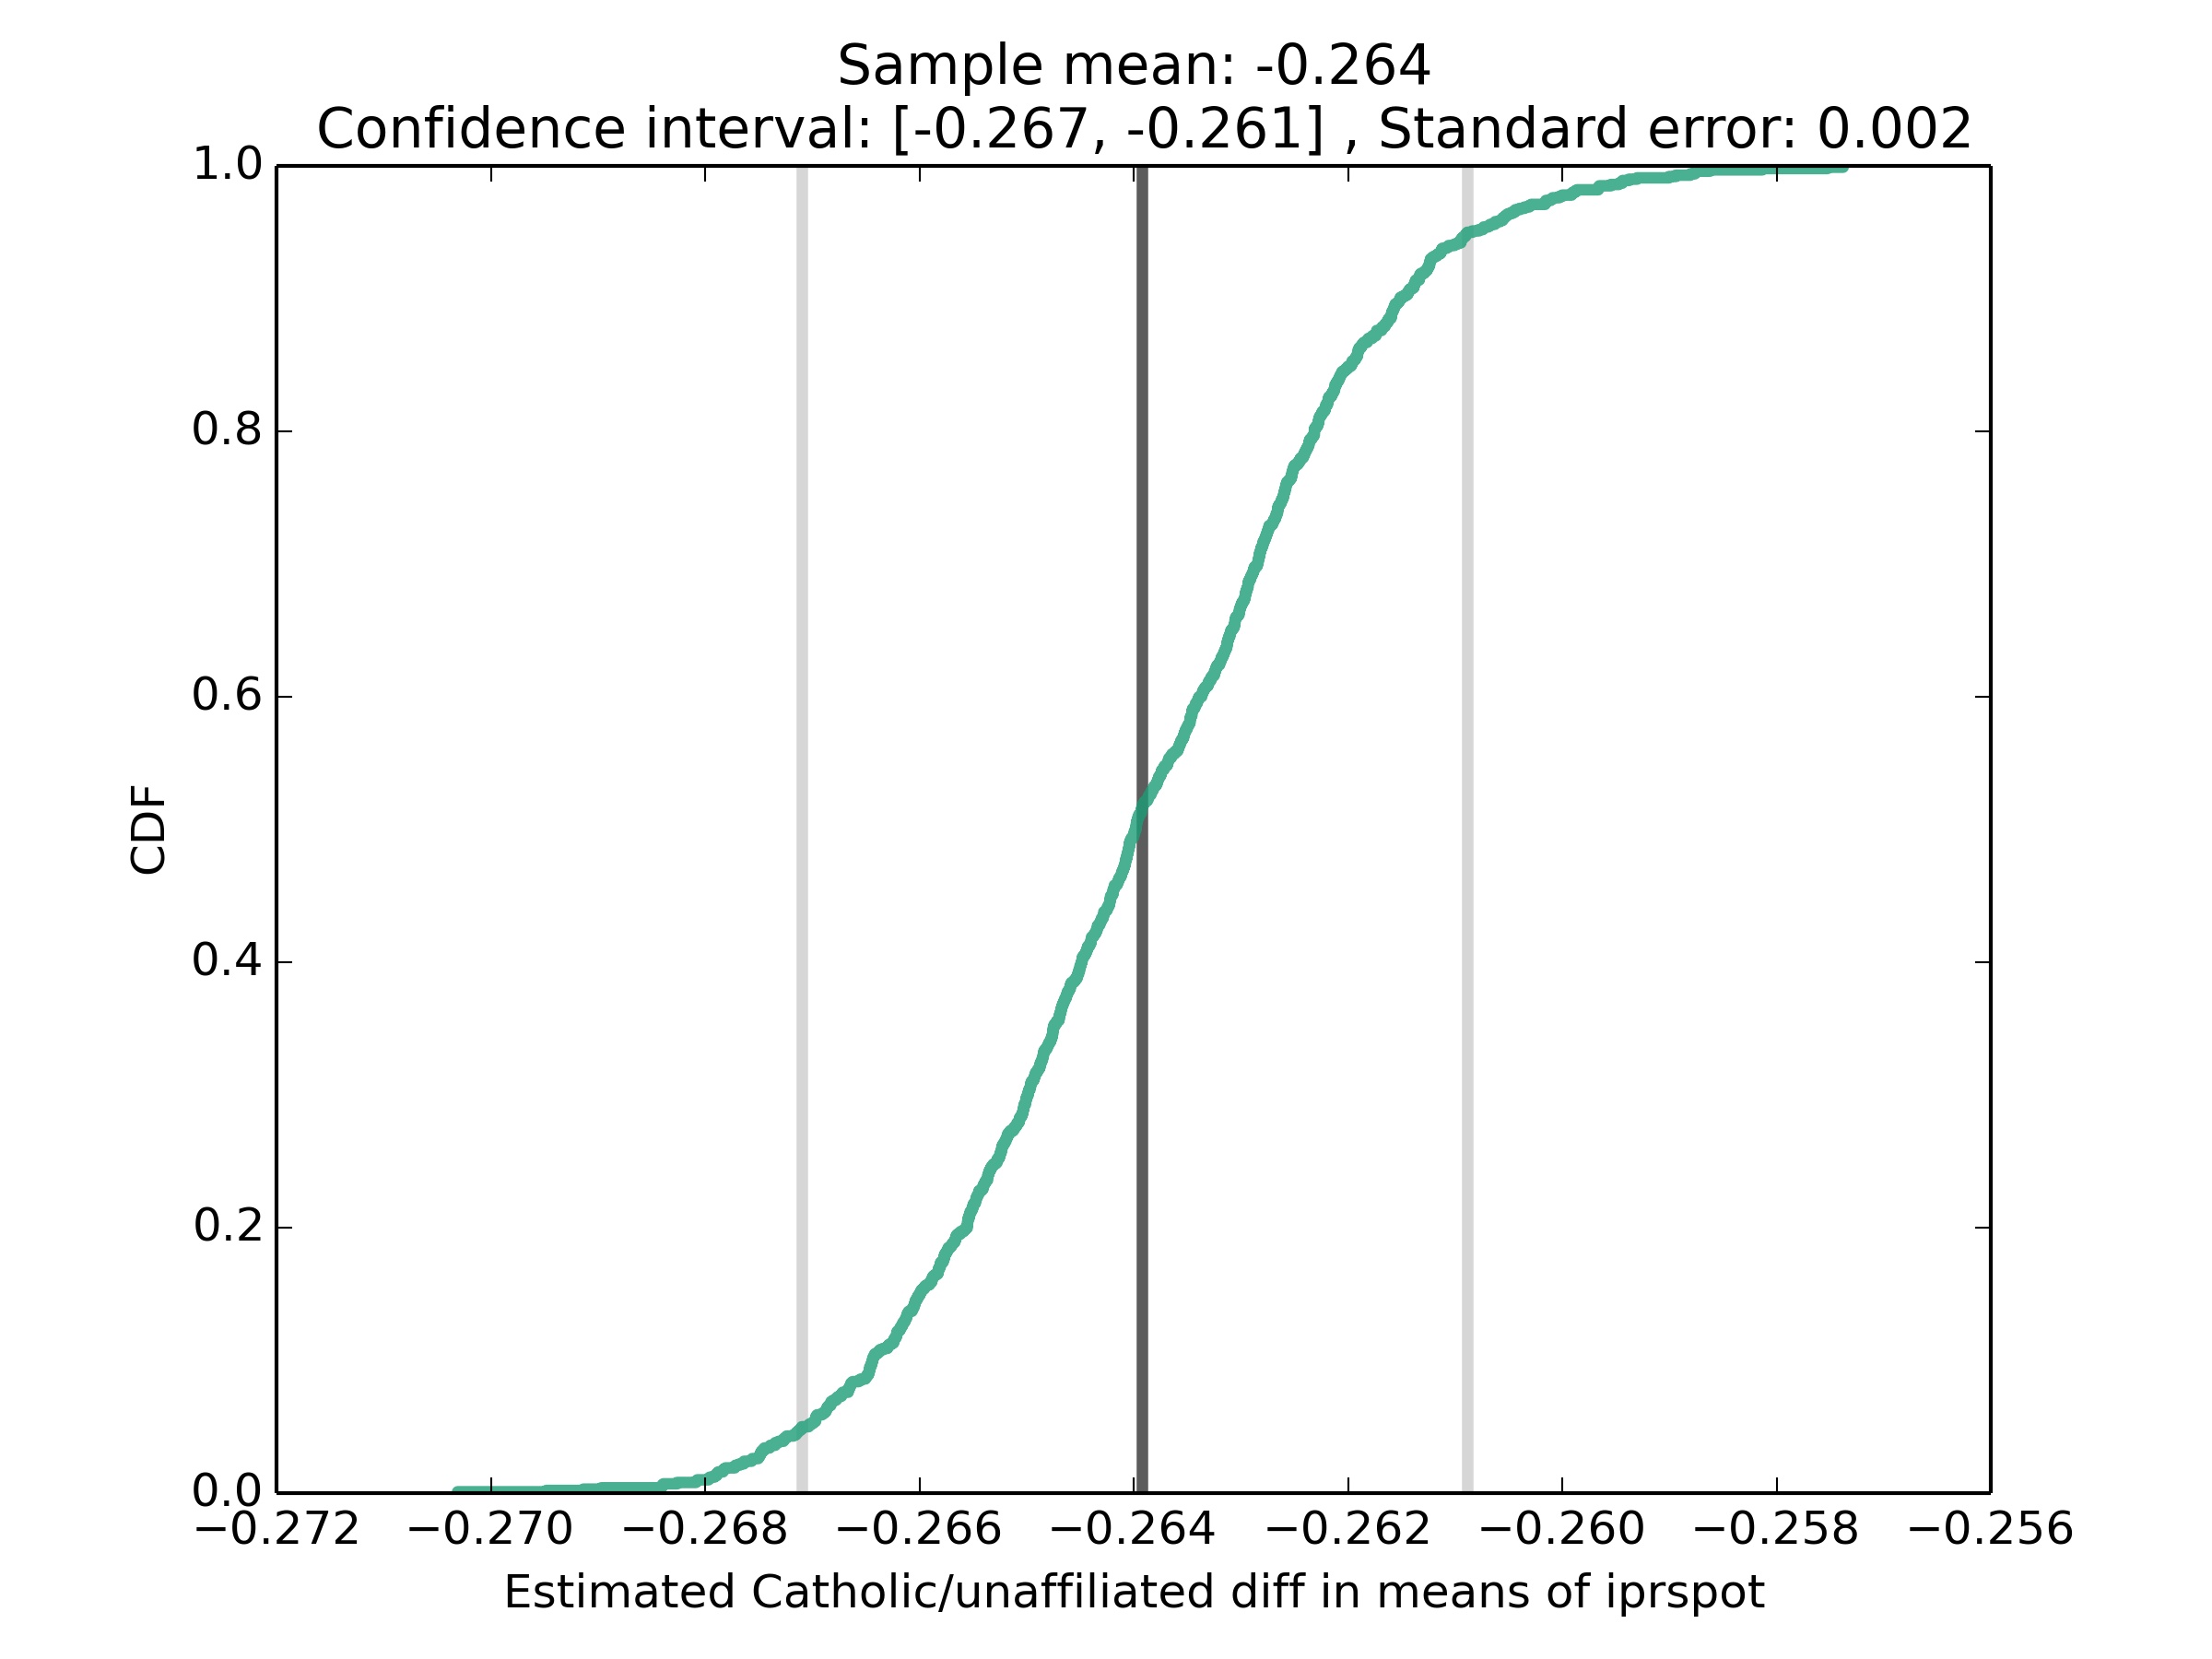 Sample mean: -0.264
Confidence interval: [-0.267, -0.261] , Standard error: 0.002
1.0
0.8
0.6
0.4
0.2
0.0
CDF
−0.272 −0.270 −0.268 −0.266 −0.264 −0.262 −0.260 −0.258 −0.256
Estimated Catholic/unaffiliated diff in means of iprspot